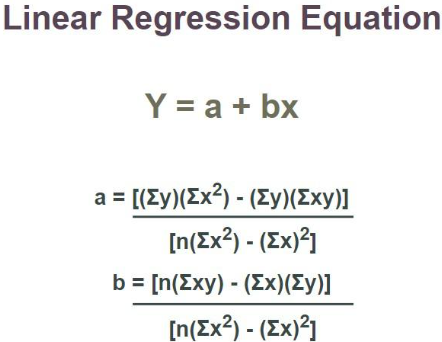 Linear Regression Equation
Y = a + bx
a = [(Σy)(Σx²) - (Σy)(Σxy)]
[n(Σx²) - (Σx)²]
b = [n(Σxy) - (Σx)(Σy)]
[n(Σx²) - (Σx)²]